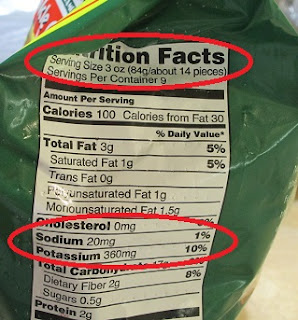 trition Facts
Serving Size 3 oz (84g/about 14 pieces)
Servings Per Container 9
Amount Per Serving
Calories 100 Calories from Fat 30
% Daily Value*
Total Fat 3g 5%
Saturated Fat 1g 5%
Trans Fat 0g
Polyunsaturated Fat 1g
Monounsaturated Fat 1.5g
Cholesterol 0mg
Sodium 20mg 1%
Potassium 360mg 10%
Total Carbohydrate
Dietary Fiber 2g 8%
Sugars 0.5g
Protein 2g